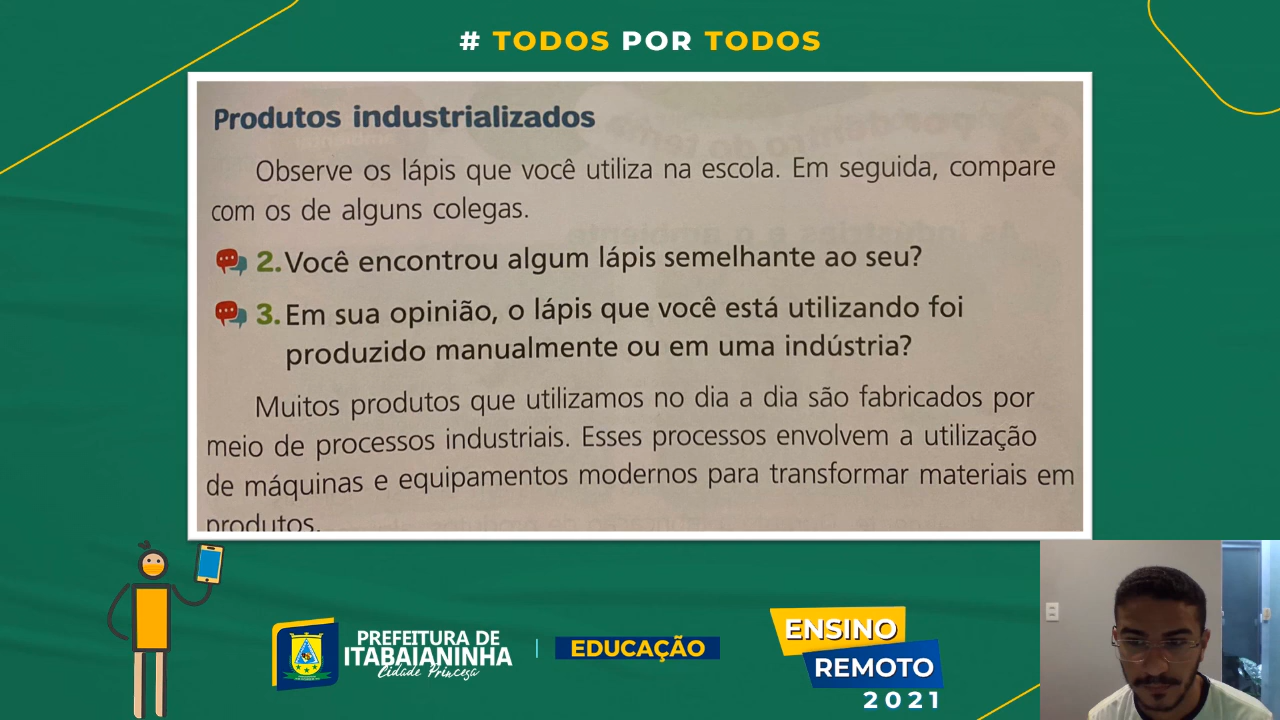 # TODOS POR TODOS
Produtos industrializados
Observe os lápis que você utiliza na escola. Em seguida, compare
com os de alguns colegas.
2. Você encontrou algum lápis semelhante ao seu?
3. Em sua opinião, o lápis que você está utilizando foi
produzido manualmente ou em uma indústria?
Muitos produtos que utilizamos no dia a dia são fabricados por
meio de processos industriais. Esses processos envolvem a utilização
de máquinas e equipamentos modernos para transformar materiais em
produtos.
PREFEITURA DE
ITABAIANINHA
Cidade Princesa
EDUCAÇÃO
ENSINO
REMOTO
2021